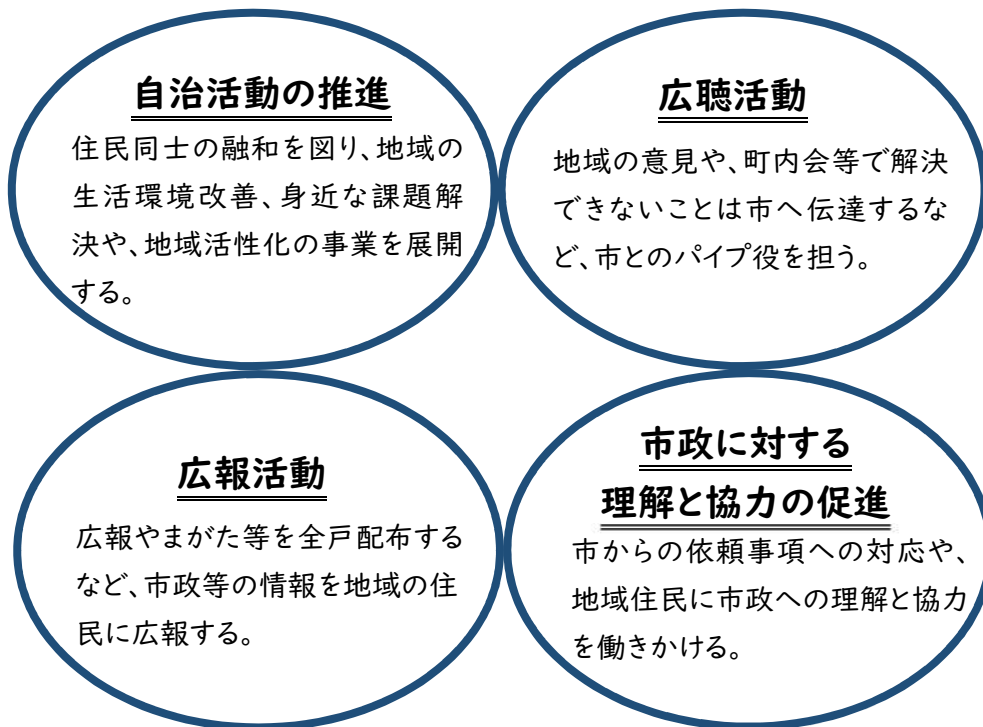 自治活動の推進
住民同士の融和を図り、地域の
生活環境改善、身近な課題解
決や、地域活性化の事業を展開
する。
広聴活動
地域の意見や、町内会等で解決
できないことは市へ伝達するな
ど、市とのパイプ役を担う。
広報活動
広報やまがた等を全戸配布する
など、市政等の情報を地域の住
民に広報する。
市政に対する
理解と協力の促進
市からの依頼事項への対応や、
地域住民に市政への理解と協力
を働きかける。